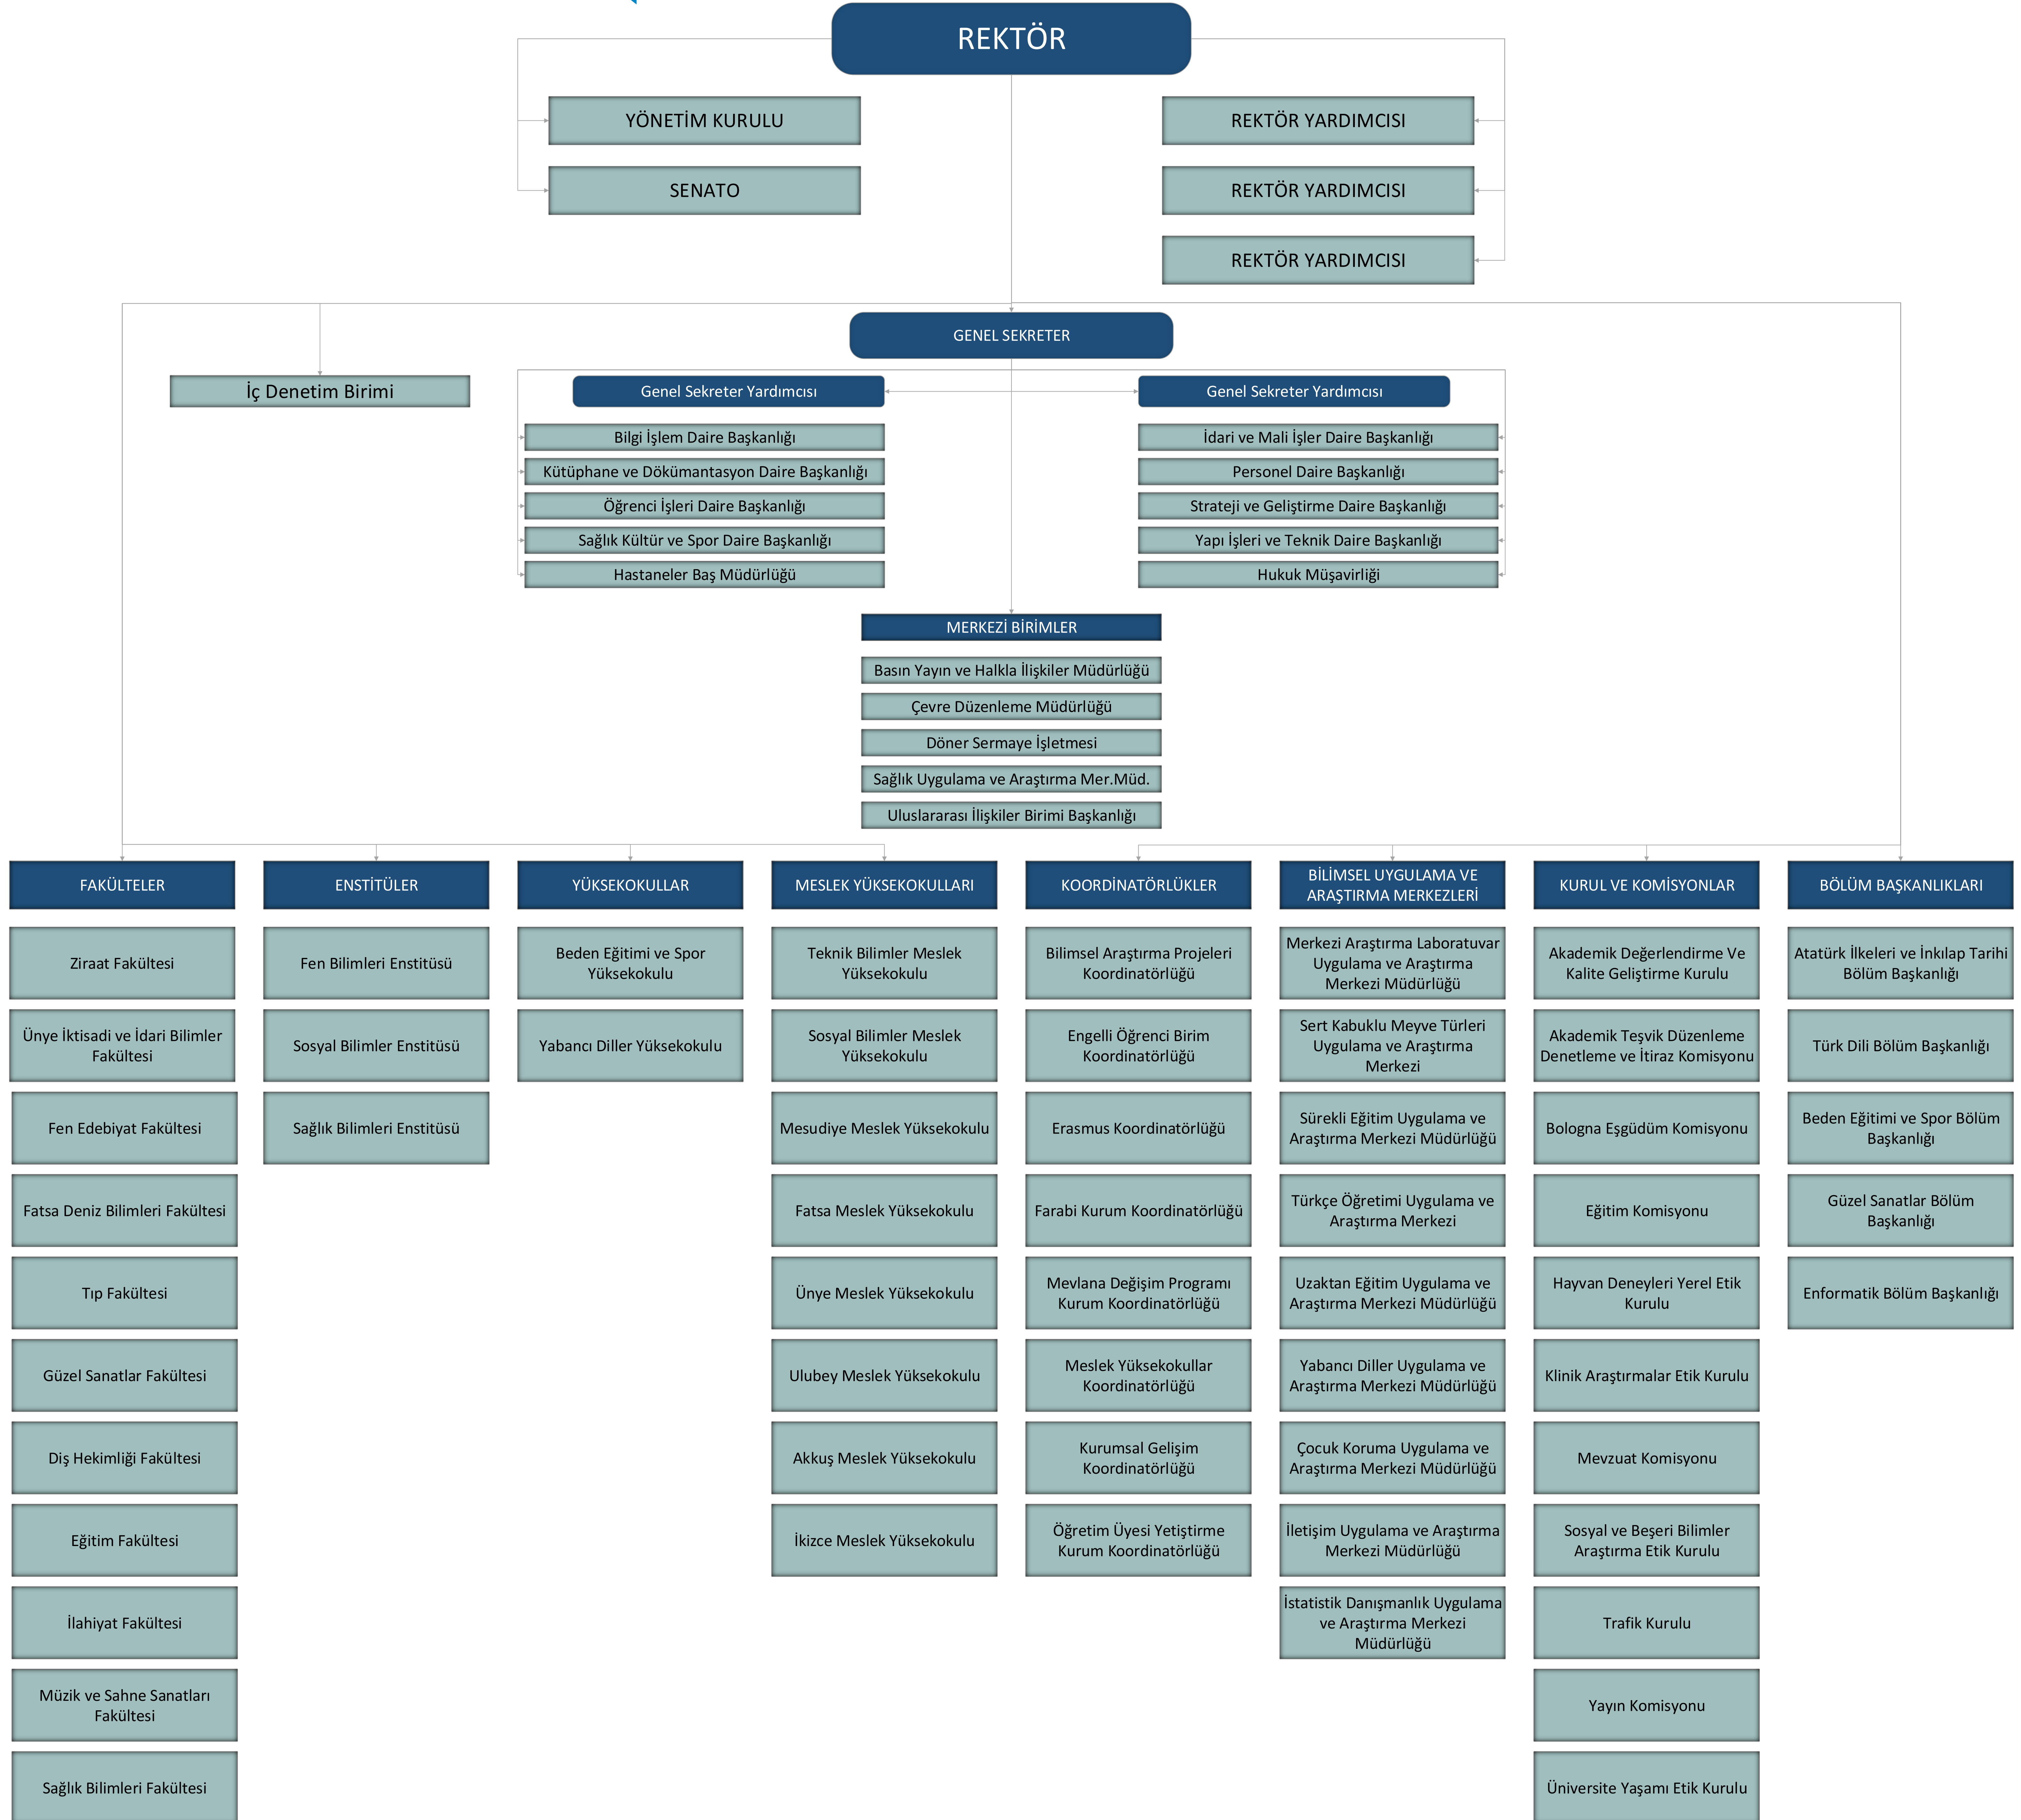 REKTÖR
YÖNETİM KURULU
SENATO
REKTÖR YARDIMCISI
REKTÖR YARDIMCISI
REKTÖR YARDIMCISI
GENEL SEKRETER
İç Denetim Birimi
Genel Sekreter Yardımcısı
Genel Sekreter Yardımcısı
Bilgi İşlem Daire Başkanlığı
Kütüphane ve Dökümantasyon Daire Başkanlığı
Öğrenci İşleri Daire Başkanlığı
Sağlık Kültür ve Spor Daire Başkanlığı
Hastaneler Baş Müdürlüğü
İdari ve Mali İşler Daire Başkanlığı
Personel Daire Başkanlığı
Strateji ve Geliştirme Daire Başkanlığı
Yapı İşleri ve Teknik Daire Başkanlığı
Hukuk Müşavirliği
MERKEZİ BİRİMLER
Basın Yayın ve Halkla İlişkiler Müdürlüğü
Çevre Düzenleme Müdürlüğü
Döner Sermaye İşletmesi
Sağlık Uygulama ve Araştırma Mer.Müd.
Uluslararası İlişkiler Birimi Başkanlığı
FAKÜLTELER
Ziraat Fakültesi
Ünye İktisadi ve İdari Bilimler
Fakültesi
Fen Edebiyat Fakültesi
Fatsa Deniz Bilimleri Fakültesi
Tıp Fakültesi
Güzel Sanatlar Fakültesi
Diş Hekimliği Fakültesi
Eğitim Fakültesi
İlahiyat Fakültesi
Müzik ve Sahne Sanatları
Fakültesi
Sağlık Bilimleri Fakültesi
ENSTİTÜLER
Fen Bilimleri Enstitüsü
Sosyal Bilimler Enstitüsü
Sağlık Bilimleri Enstitüsü
YÜKSEKOKULLAR
Beden Eğitimi ve Spor
Yüksekokulu
Yabancı Diller Yüksekokulu
MESLEK YÜKSEKOKULLARI
Teknik Bilimler Meslek
Yüksekokulu
Sosyal Bilimler Meslek
Yüksekokulu
Mesudiye Meslek Yüksekokulu
Fatsa Meslek Yüksekokulu
Ünye Meslek Yüksekokulu
Ulubey Meslek Yüksekokulu
Akkuş Meslek Yüksekokulu
İkizce Meslek Yüksekokulu
KOORDİNATÖRLÜKLER
Bilimsel Araştırma Projeleri
Koordinatörlüğü
Engelli Öğrenci Birim
Koordinatörlüğü
Erasmus Koordinatörlüğü
Farabi Kurum Koordinatörlüğü
Mevlana Değişim Programı
Kurum Koordinatörlüğü
Meslek Yüksekokullar
Koordinatörlüğü
Kurumsal Gelişim
Koordinatörlüğü
Öğretim Üyesi Yetiştirme
Kurum Koordinatörlüğü
BİLİMSEL UYGULAMA VE
ARAŞTIRMA MERKEZLERİ
Merkezi Araştırma Laboratuvar
Uygulama ve Araştırma
Merkezi Müdürlüğü
Sert Kabuklu Meyve Türleri
Uygulama ve Araştırma
Merkezi
Sürekli Eğitim Uygulama ve
Araştırma Merkezi Müdürlüğü
Türkçe Öğretimi Uygulama ve
Araştırma Merkezi
Uzaktan Eğitim Uygulama ve
Araştırma Merkezi Müdürlüğü
Yabancı Diller Uygulama ve
Araştırma Merkezi Müdürlüğü
Çocuk Koruma Uygulama ve
Araştırma Merkezi Müdürlüğü
İletişim Uygulama ve Araştırma
Merkezi Müdürlüğü
İstatistik Danışmanlık Uygulama
ve Araştırma Merkezi
Müdürlüğü
KURUL VE KOMİSYONLAR
Akademik Değerlendirme Ve
Kalite Geliştirme Kurulu
Akademik Teşvik Düzenleme
Denetleme ve İtiraz Komisyonu
Bologna Eşgüdüm Komisyonu
Eğitim Komisyonu
Hayvan Deneyleri Yerel Etik
Kurulu
Klinik Araştırmalar Etik Kurulu
Mevzuat Komisyonu
Sosyal ve Beşeri Bilimler
Araştırma Etik Kurulu
Trafik Kurulu
Yayın Komisyonu
Üniversite Yaşamı Etik Kurulu
BÖLÜM BAŞKANLIKLARI
Atatürk İlkeleri ve İnkılap Tarihi
Bölüm Başkanlığı
Türk Dili Bölüm Başkanlığı
Beden Eğitimi ve Spor Bölüm
Başkanlığı
Güzel Sanatlar Bölüm
Başkanlığı
Enformatik Bölüm Başkanlığı